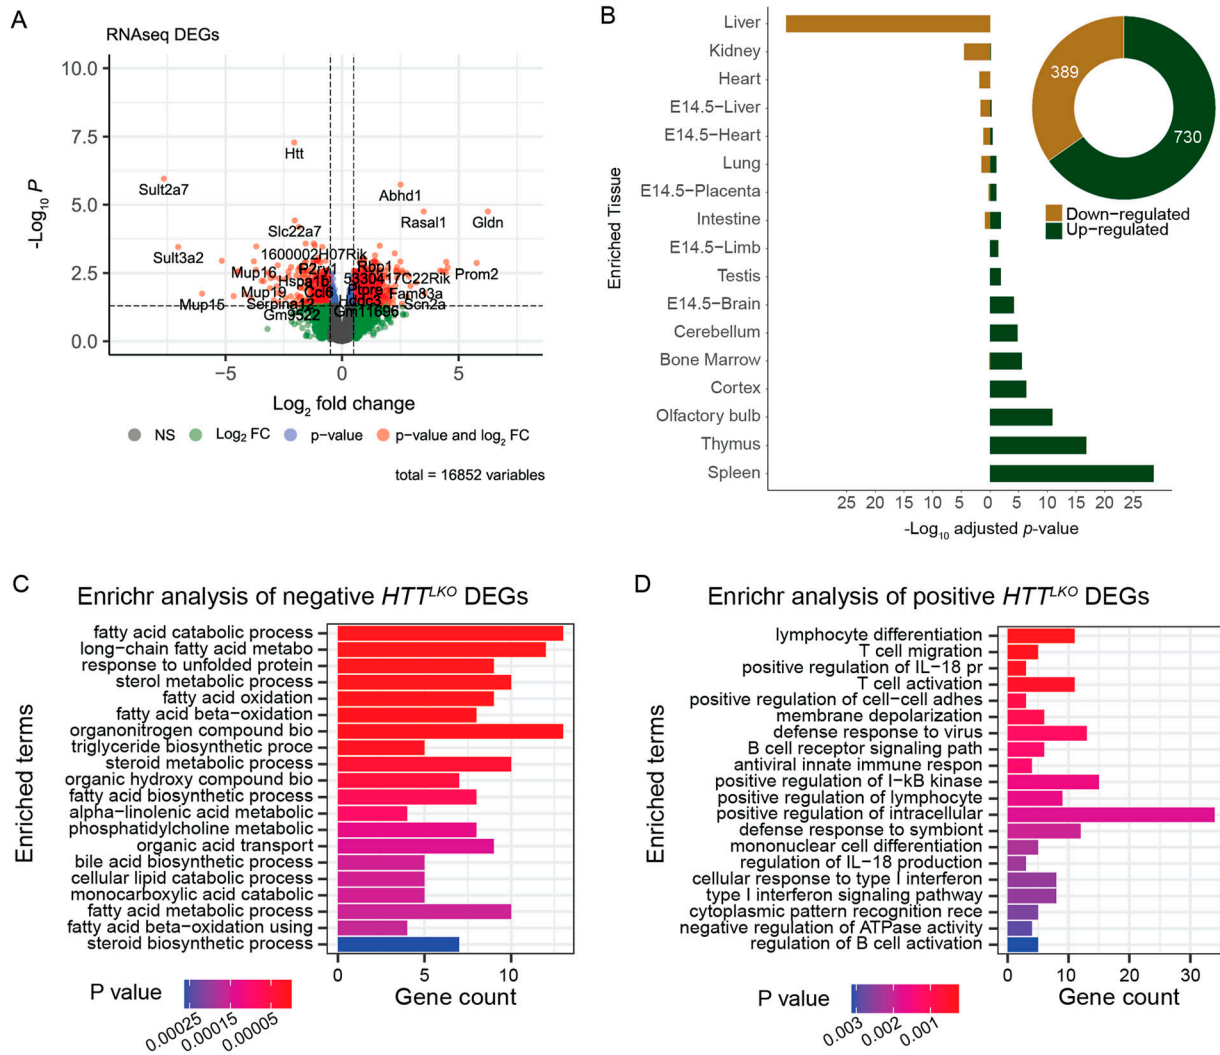 A
RNAseq DEGs
-Log10 P
10.0
7.5
5.0
2.5
0.0
Htt
Sult2a7
Abhd1
Rasal1
Gldn
Slc22a7
Sult3a2
1600002H07Rik
Rbp1
Mup16
P2ry1
5330417C22Rik
Prom2
Hspa1b
Mup19
Ccl6
Ptpre
Fam83a
Mup15
Serpina12
Hddc3
Scn2a
Gm9522
Gm11696
−5
0
5
Log2 fold change
NS
Log2 FC
p−value
p−value and log2 FC
total = 16852 variables
B
Enriched Tissue
Liver
Kidney
Heart
E14.5−Liver
E14.5−Heart
Lung
E14.5−Placenta
Intestine
E14.5−Limb
Testis
E14.5−Brain
Cerebellum
Bone Marrow
Cortex
Olfactory bulb
Thymus
Spleen
25 20 15 10 5 0 5 10 15 20 25
-Log10 adjusted p-value
389
730
Down-regulated
Up-regulated
C
Enrichr analysis of negative HTT^LKO DEGs
Enriched terms
fatty acid catabolic process
long−chain fatty acid metabo
response to unfolded protein
sterol metabolic process
fatty acid oxidation
fatty acid beta−oxidation
organonitrogen compound bio
triglyceride biosynthetic proce
steroid metabolic process
organic hydroxy compound bio
fatty acid biosynthetic process
alpha−linolenic acid metabolic
phosphatidylcholine metabolic
organic acid transport
bile acid biosynthetic process
cellular lipid catabolic process
monocarboxylic acid catabolic
fatty acid metabolic process
fatty acid beta−oxidation using
steroid biosynthetic process
0 5 10
Gene count
P value
0.00025
0.00015
0.00005
D
Enrichr analysis of positive HTT^LKO DEGs
Enriched terms
lymphocyte differentiation
T cell migration
positive regulation of IL−18 pr
T cell activation
positive regulation of cell−cell adhes
membrane depolarization
defense response to virus
B cell receptor signaling path
antiviral innate immune respon
positive regulation of I−kB kinase
positive regulation of lymphocyte
positive regulation of intracellular
defense response to symbiont
mononuclear cell differentiation
regulation of IL−18 production
cellular response to type I interferon
type I interferon signaling pathway
cytoplasmic pattern recognition rece
negative regulation of ATPase activity
regulation of B cell activation
0 10 20 30
Gene count
P value
0.003
0.002
0.001